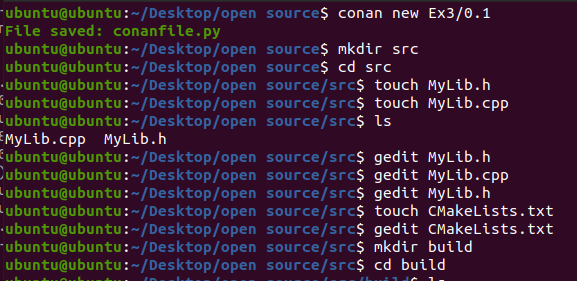 ubuntu@ubuntu:~/Desktop/open source$ conan new Ex3/0.1
File saved: conanfile.py
ubuntu@ubuntu:~/Desktop/open source$ mkdir src
ubuntu@ubuntu:~/Desktop/open source$ cd src
ubuntu@ubuntu:~/Desktop/open source/src$ touch MyLib.h
ubuntu@ubuntu:~/Desktop/open source/src$ touch MyLib.cpp
ubuntu@ubuntu:~/Desktop/open source/src$ ls
MyLib.cpp  MyLib.h
ubuntu@ubuntu:~/Desktop/open source/src$ gedit MyLib.h
ubuntu@ubuntu:~/Desktop/open source/src$ gedit MyLib.cpp
ubuntu@ubuntu:~/Desktop/open source/src$ gedit MyLib.h
ubuntu@ubuntu:~/Desktop/open source/src$ touch CMakeLists.txt
ubuntu@ubuntu:~/Desktop/open source/src$ gedit CMakeLists.txt
ubuntu@ubuntu:~/Desktop/open source/src$ mkdir build
ubuntu@ubuntu:~/Desktop/open source/src$ cd build